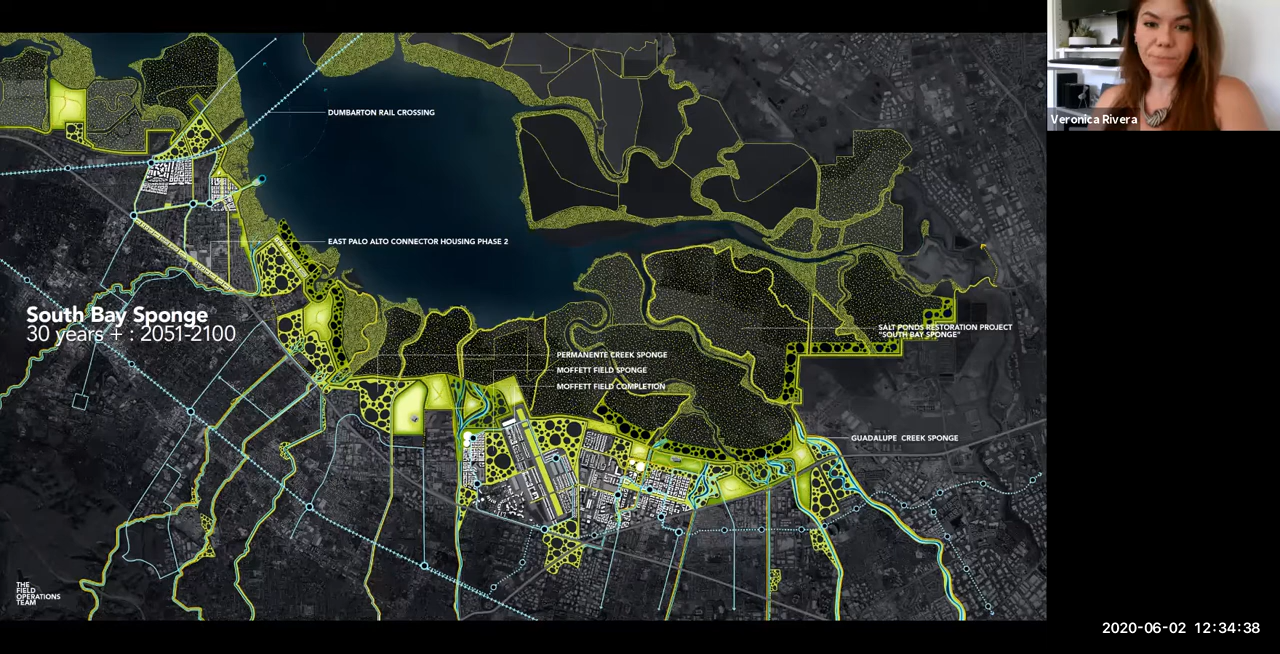 Veronica Rivera
DUMBARTON RAIL CROSSING
EAST PALO ALTO CONNECTOR HOUSING PHASE 2
South Bay Sponge
30 years + : 2051-2100
SALT PONDS RESTORATION PROJECT
"SOUTH BAY SPONGE"
PERMANENTE CREEK SPONGE
MOFFETT FIELD SPONGE
MOFFETT FIELD COMPLETION
GUADALUPE CREEK SPONGE
THE
FIELD
OPERATIONS
TEAM
2020-06-02 12:34:38